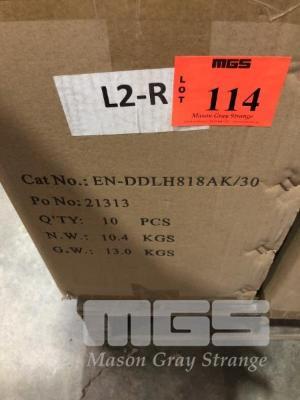 L2-R
MGS
LOT
114
Mason Gray Strange
Cat No.: EN-DDLH818AK/30
Po No: 21313
Q'TY: 10 PCS
N.W.: 10.4 KGS
G.W.: 13.0 KGS
MGS
Mason Gray Strange